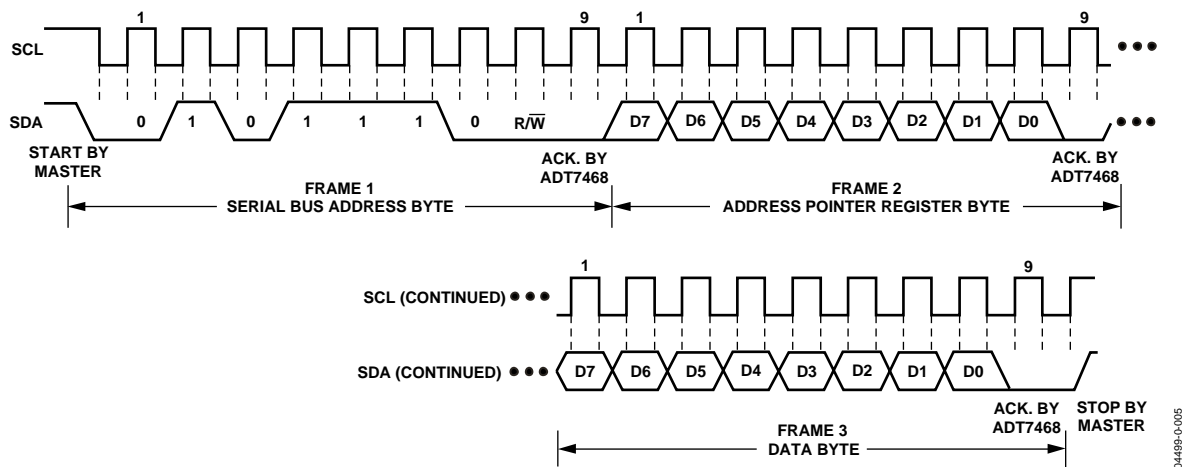 1 9 1 9
SCL
SDA
0 1 0 1 1 1 0 R/W̅ D7 D6 D5 D4 D3 D2 D1 D0
START BY
MASTER
ACK. BY
ADT7468
ACK. BY
ADT7468
FRAME 1
SERIAL BUS ADDRESS BYTE
FRAME 2
ADDRESS POINTER REGISTER BYTE
1 9
SCL (CONTINUED)
SDA (CONTINUED) D7 D6 D5 D4 D3 D2 D1 D0
ACK. BY
ADT7468
STOP BY
MASTER
FRAME 3
DATA BYTE
04499-0-005